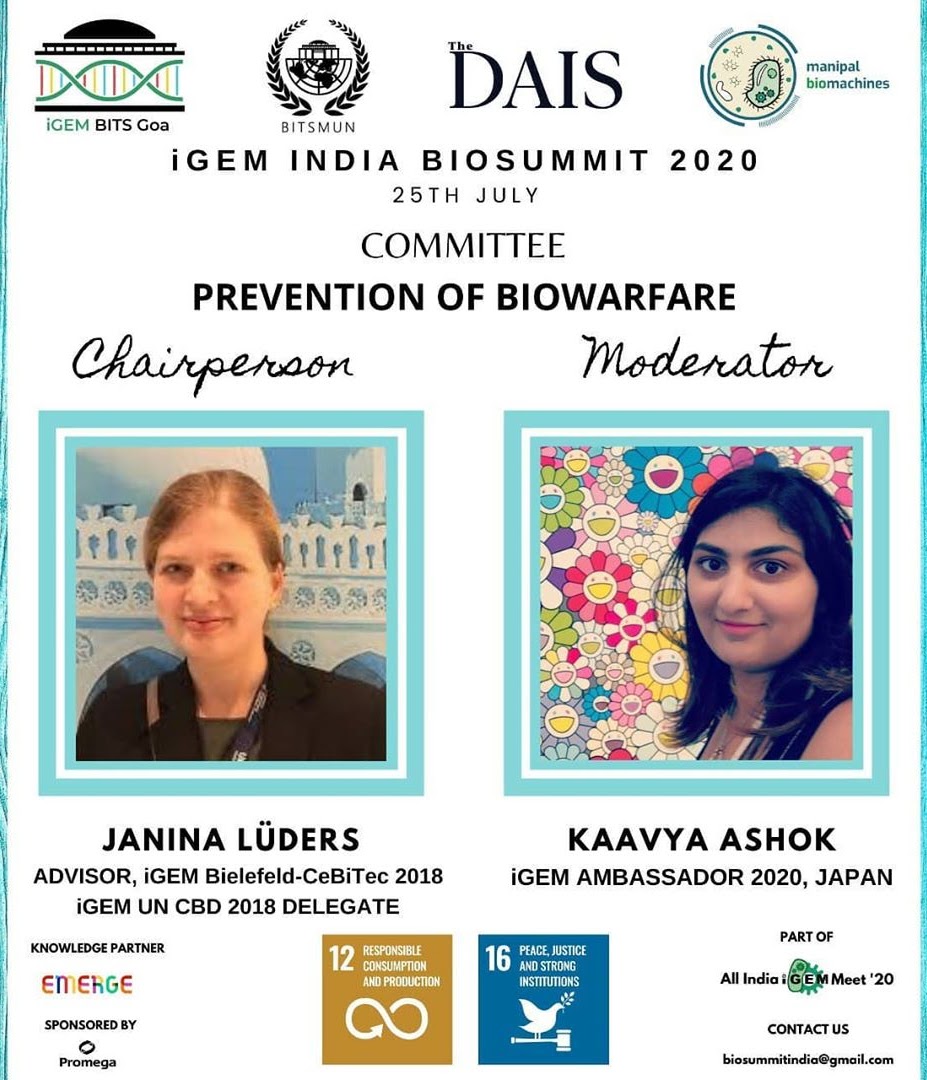 iGEM BITS Goa
BITSMUN
The
DAIS
manipal
biomachines
iGEM INDIA BIOSUMMIT 2020
25TH JULY
COMMITTEE
PREVENTION OF BIOWARFARE
Chairperson
Moderator
JANINA LÜDERS
ADVISOR, iGEM Bielefeld-CeBiTec 2018
iGEM UN CBD 2018 DELEGATE
KAAVYA ASHOK
iGEM AMBASSADOR 2020, JAPAN
KNOWLEDGE PARTNER
EMERGE
SPONSORED BY
Promega
12 RESPONSIBLE
CONSUMPTION
AND PRODUCTION
16 PEACE, JUSTICE
AND STRONG
INSTITUTIONS
PART OF
All India iGEM Meet '20
CONTACT US
biosummitindia@gmail.com